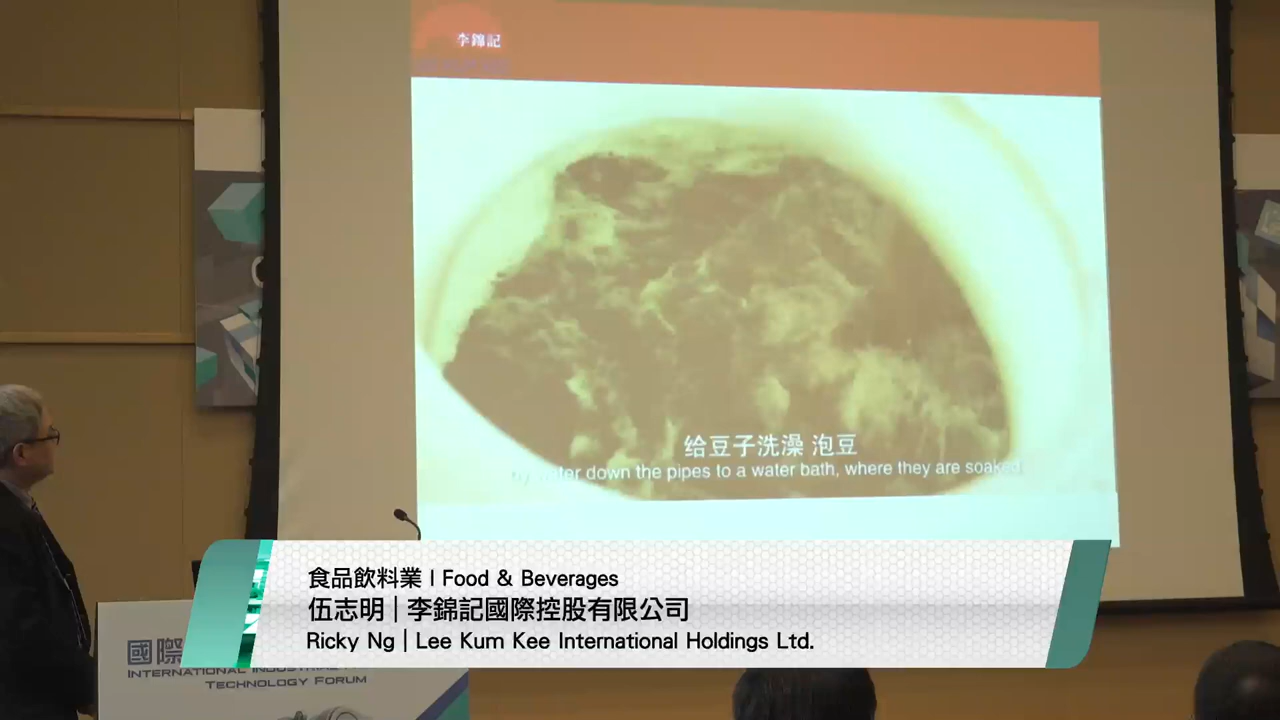 李錦記
给豆子洗澡 泡豆
by water down the pipes to a water bath, where they are soaked
食品飲料業 | Food & Beverages
伍志明 | 李錦記國際控股有限公司
Ricky Ng | Lee Kum Kee International Holdings Ltd.
國際
INTERNATIONAL
TECHNOLOGY FORUM